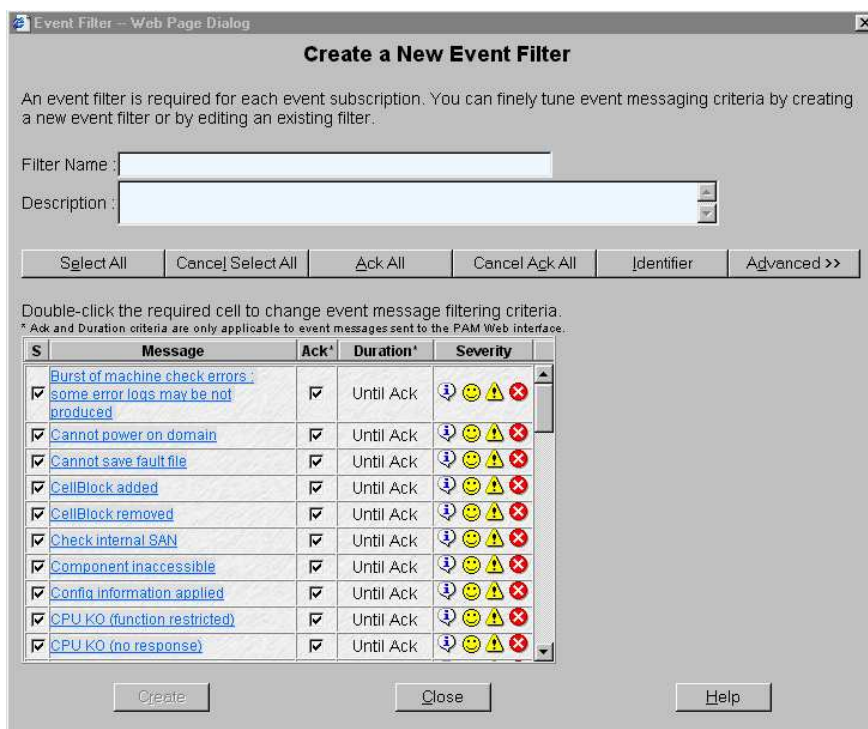 Event Filter -- Web Page Dialog
Create a New Event Filter
An event filter is required for each event subscription. You can finely tune event messaging criteria by creating
a new event filter or by editing an existing filter.
Filter Name :
Description :
Select All Cancel Select All Ack All Cancel Ack All Identifier Advanced >>
Double-click the required cell to change event message filtering criteria.
* Ack and Duration criteria are only applicable to event messages sent to the PAM Web interface.
S Message Ack* Duration* Severity
Burst of machine check errors :
some error logs may be not
produced
Until Ack
Cannot power on domain Until Ack
Cannot save fault file Until Ack
CellBlock added Until Ack
CellBlock removed Until Ack
Check internal SAN Until Ack
Component inaccessible Until Ack
Config information applied Until Ack
CPU KO (function restricted) Until Ack
CPU KO (no response) Until Ack
Create Close Help